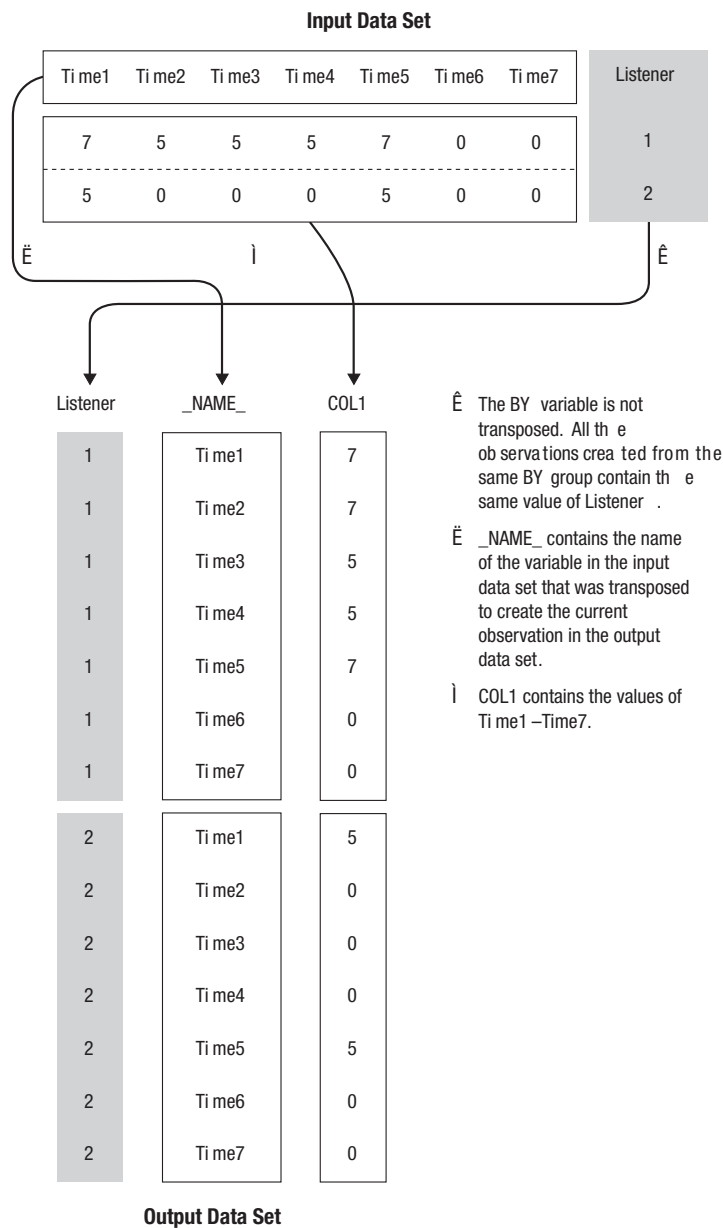 Input Data Set
Ti me1 Ti me2 Ti me3 Ti me4 Ti me5 Ti me6 Ti me7 Listener
7 5 5 5 7 0 0 1
5 0 0 0 5 0 0 2
Ë Ì Ê
Listener _NAME_ COL1
1 Ti me1 7
1 Ti me2 7
1 Ti me3 5
1 Ti me4 5
1 Ti me5 7
1 Ti me6 0
1 Ti me7 0
2 Ti me1 5
2 Ti me2 0
2 Ti me3 0
2 Ti me4 0
2 Ti me5 5
2 Ti me6 0
2 Ti me7 0
Ê The BY variable is not
transposed. All th e
ob serva tions crea ted from the
same BY group contain th e
same value of Listener .
Ë _NAME_ contains the name
of the variable in the input
data set that was transposed
to create the current
observation in the output
data set.
Ì COL1 contains the values of
Ti me1 –Time7.
Output Data Set